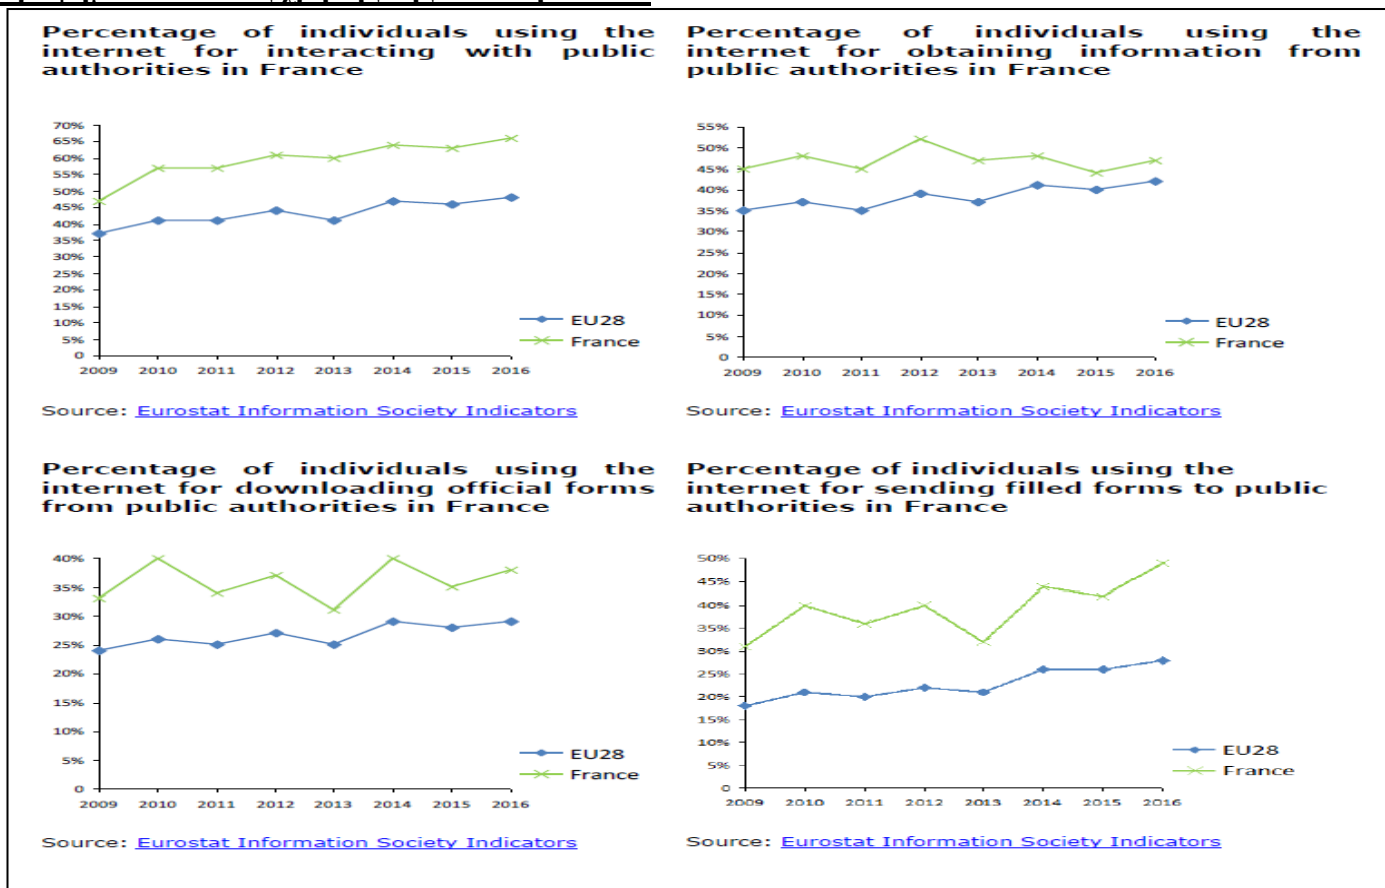 Percentage of individuals using the
internet for interacting with public
authorities in France
70%
65%
60%
55%
50%
45%
40%
35%
30%
25%
20%
15%
10%
5%
0
2009 2010 2011 2012 2013 2014 2015 2016
EU28
France
Source: Eurostat Information Society Indicators
Percentage of individuals using the
internet for obtaining information from
public authorities in France
55%
50%
45%
40%
35%
30%
25%
20%
15%
10%
5%
0
2009 2010 2011 2012 2013 2014 2015 2016
EU28
France
Source: Eurostat Information Society Indicators
Percentage of individuals using the
internet for downloading official forms
from public authorities in France
40%
35%
30%
25%
20%
15%
10%
5%
0
2009 2010 2011 2012 2013 2014 2015 2016
EU28
France
Source: Eurostat Information Society Indicators
Percentage of individuals using the
internet for sending filled forms to public
authorities in France
50%
45%
40%
35%
30%
25%
20%
15%
10%
5%
0
2009 2010 2011 2012 2013 2014 2015 2016
EU28
France
Source: Eurostat Information Society Indicators